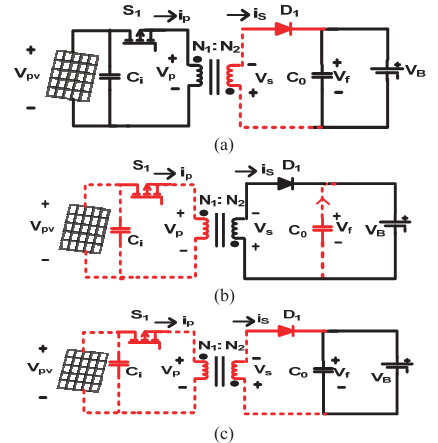 S1 ip N1:N2 iS D1
+ Vpv - Ci + Vp - - Vs + C0 + Vf - VB +
(a)
S1 ip N1:N2 iS D1
+ Vpv - Ci + Vp - - Vs + C0 + Vf - VB +
(b)
S1 ip N1:N2 iS D1
+ Vpv - Ci + Vp - - Vs + C0 + Vf - VB +
(c)